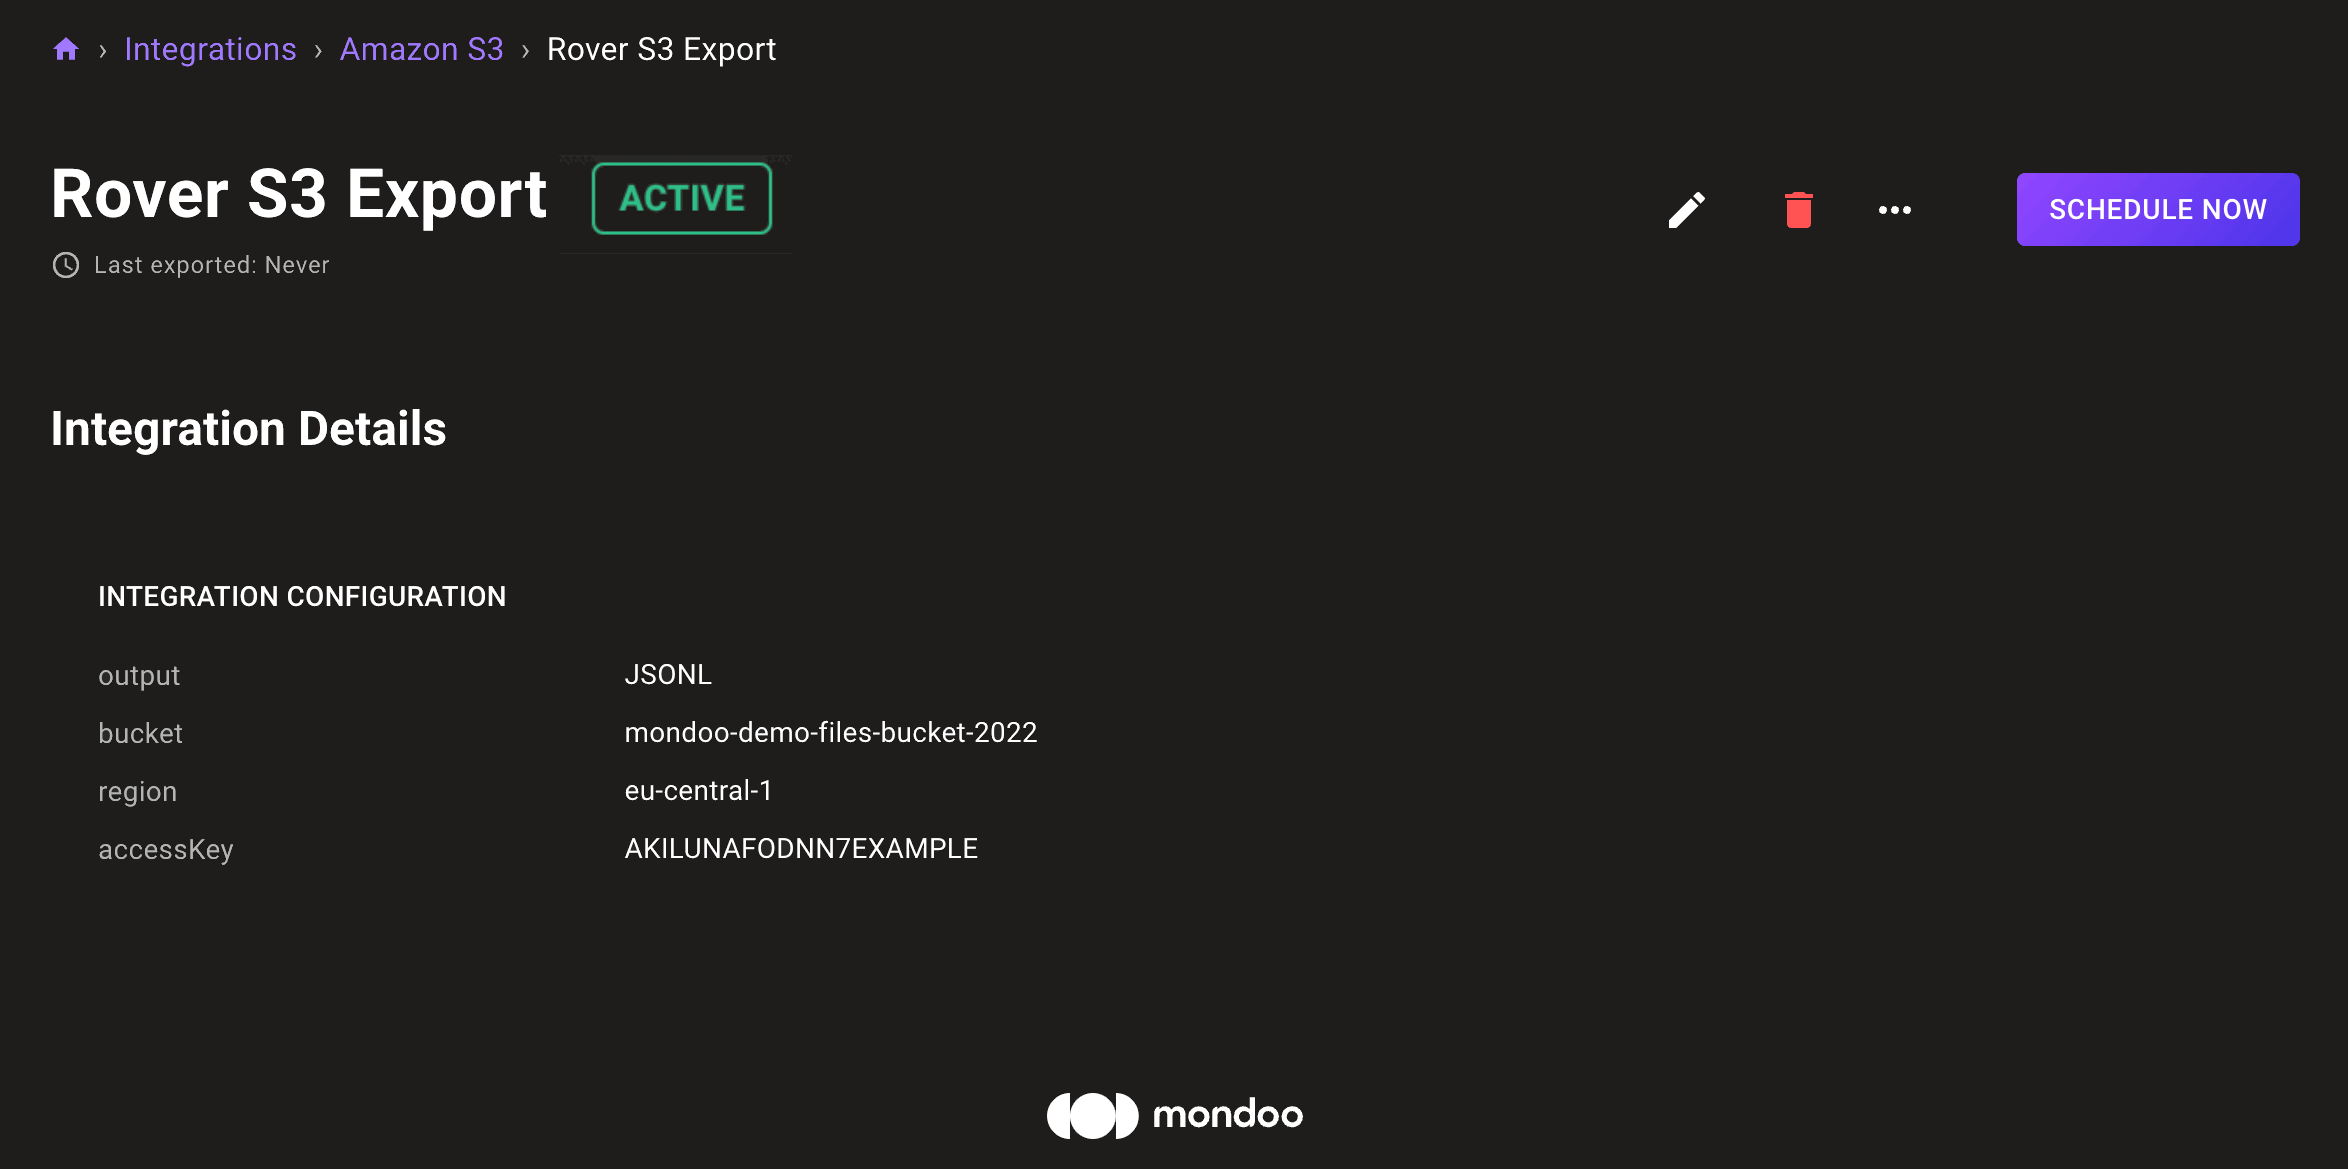 Integrations › Amazon S3 › Rover S3 Export
Rover S3 Export ACTIVE
Last exported: Never
SCHEDULE NOW
Integration Details
INTEGRATION CONFIGURATION
output JSONL
bucket mondoo-demo-files-bucket-2022
region eu-central-1
accessKey AKILUNAFODNN7EXAMPLE
mondoo